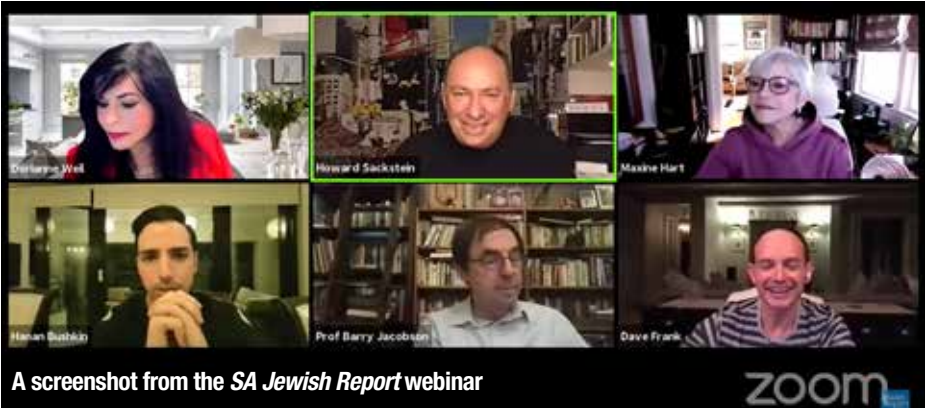 Dorianne Weil
Howard Sackstein
Maxine Hart
Hanan Bushkin
Prof Barry Jacobson
Dave Frank
A screenshot from the SA Jewish Report webinar
zoom